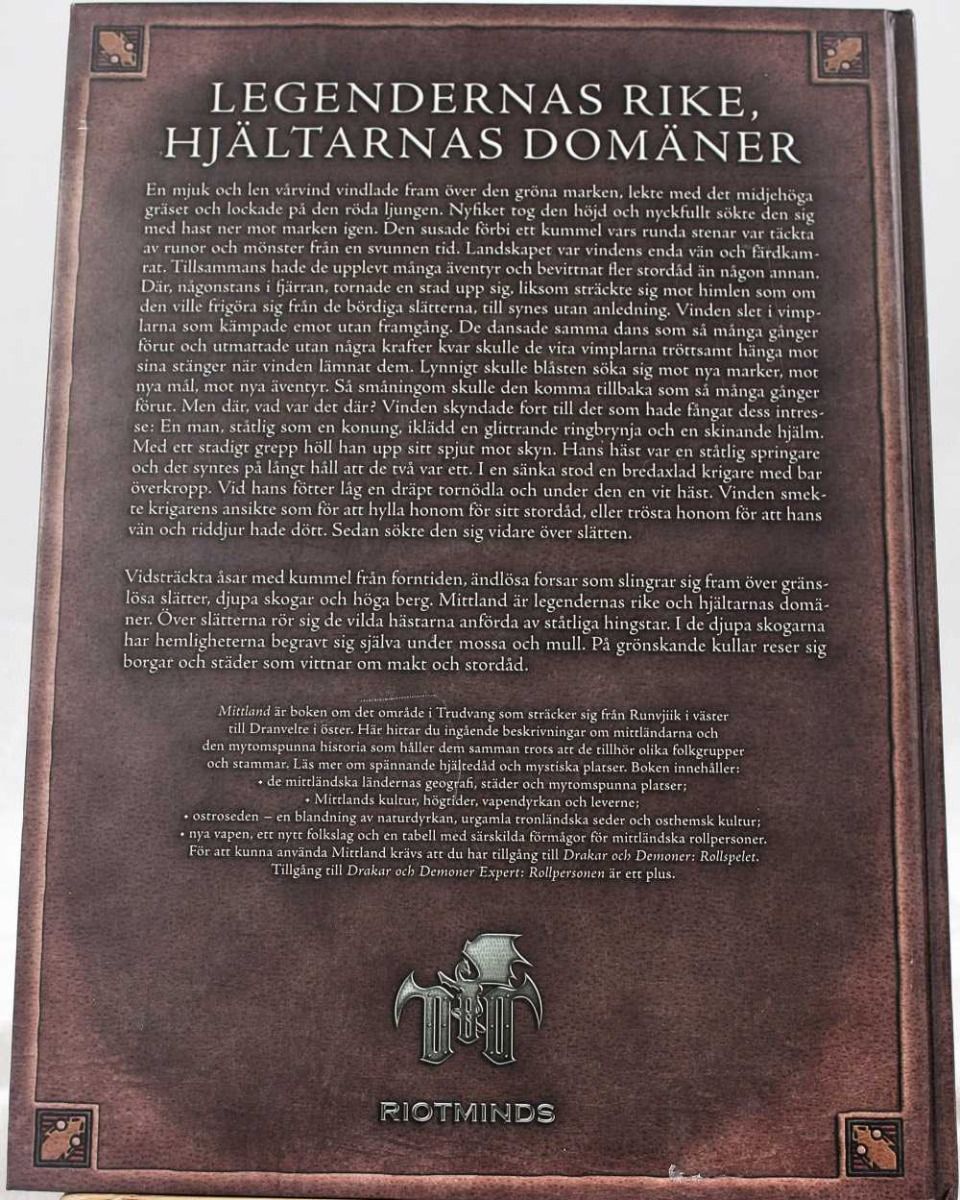 LEGENDERNAS RIKE,
HJÄLTARNAS DOMÄNER
En mjuk och len vårvind vindlade fram över den gröna marken, lekte med det midjehöga
gräset och lockade på den röda ljungen. Nyfiket tog den höjd och nyckfullt sökte den sig
med hast ner mot marken igen. Den susade förbi ett kummel vars runda stenar var täckta
av runor och mönster från en svunnen tid. Landskapet var vindens enda vän och färdkam-
rat. Tillsammans hade de upplevt många äventyr och bevittnat fler stordåd än någon annan.
Där, någonstans i fjärran, tornade en stad upp sig, liksom sträckte sig mot himlen som om
den ville frigöra sig från de bördiga slätterna, till synes utan anledning. Vinden slet i vimp-
larna som kämpade emot utan framgång. De dansade samma dans som så många gånger
förut och utmattade utan några krafter kvar skulle de vita vimplarna tröttsamt hänga mot
sina stänger när vinden lämnat dem. Lynnigt skulle blåsten söka sig mot nya marker, mot
nya mål, mot nya äventyr. Så småningom skulle den komma tillbaka som så många gånger
förut. Men där, vad var det där? Vinden skyndade fort till det som hade fångat dess intres-
se: En man, ståtlig som en konung, iklädd en glittrande ringbrynja och en skinande hjälm.
Med ett stadigt grepp höll han upp sitt spjut mot skyn. Hans häst var en ståtlig springare
och det syntes på långt håll att de två var ett. I en sänka stod en bredaxlad krigare med bar
överkropp. Vid hans fötter låg en dräpt tornödla och under den en vit häst. Vinden smek-
te krigarens ansikte som för att hylla honom för sitt stordåd, eller trösta honom för att hans
vän och riddjur hade dött. Sedan sökte den sig vidare över slätten.
Vidsträckta åsar med kummel från forntiden, ändlösa forsar som slingrar sig fram över gräns-
lösa slätter, djupa skogar och höga berg. Mittland är legendernas rike och hjältarnas domä-
ner. Över slätterna rör sig de vilda hästarna anförda av ståtliga hingstar. I de djupa skogarna
har hemligheterna begravt sig själva under mossa och mull. På grönskande kullar reser sig
borgar och städer som vittnar om makt och stordåd.
Mittland är boken om det område i Trudvang som sträcker sig från Runvjiik i väster
till Dranvelte i öster. Här hittar du ingående beskrivningar om mittländarna och
den mytomspunna historia som håller dem samman trots att de tillhör olika folkgrupper
och stammar. Läs mer om spännande hjältedåd och mystiska platser. Boken innehåller:
• de mittländska ländernas geografi, städer och mytomspunna platser;
• Mittlands kultur, högtider, vapendyrkan och leverne;
• ostroseden – en blandning av naturdyrkan, urgamla tronländska seder och osthemsk kultur;
• nya vapen, ett nytt folkslag och en tabell med särskilda förmågor för mittländska rollpersoner.
För att kunna använda Mittland krävs att du har tillgång till Drakar och Demoner: Rollspelet.
Tillgång till Drakar och Demoner Expert: Rollpersonen är ett plus.
D&D
RIOTMINDS